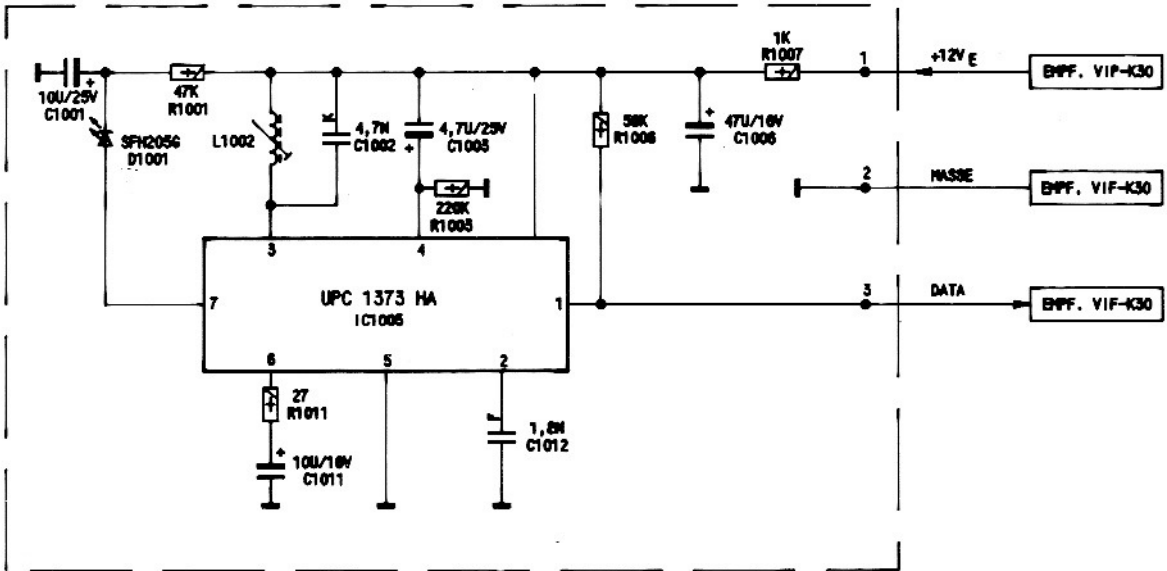 1K
R1007
1
+12V E
EMPF. VIF-K30
47K
R1001
10U/25V
C1001
SFH205G
D1001
L1002
K
4,7N
C1002
4,7U/25V
C1005
R1006
47U/16V
C1006
2
MASSE
EMPF. VIF-K30
220K
R1005
3
4
7
UPC 1373 HA
IC1005
1
3
DATA
EMPF. VIF-K30
6
5
2
27
R1011
10U/16V
C1011
1,8N
C1012